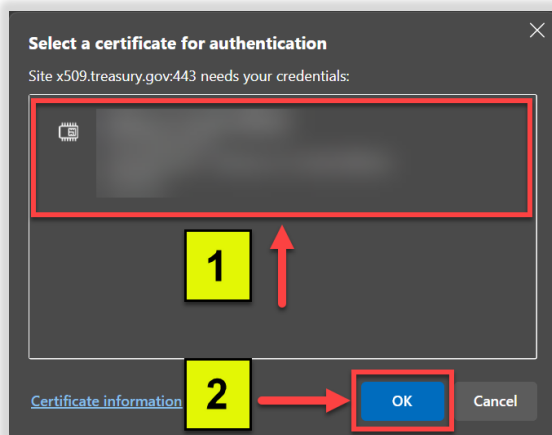 Select a certificate for authentication
Site x509.treasury.gov:443 needs your credentials:
1
Certificate information
2
OK
Cancel